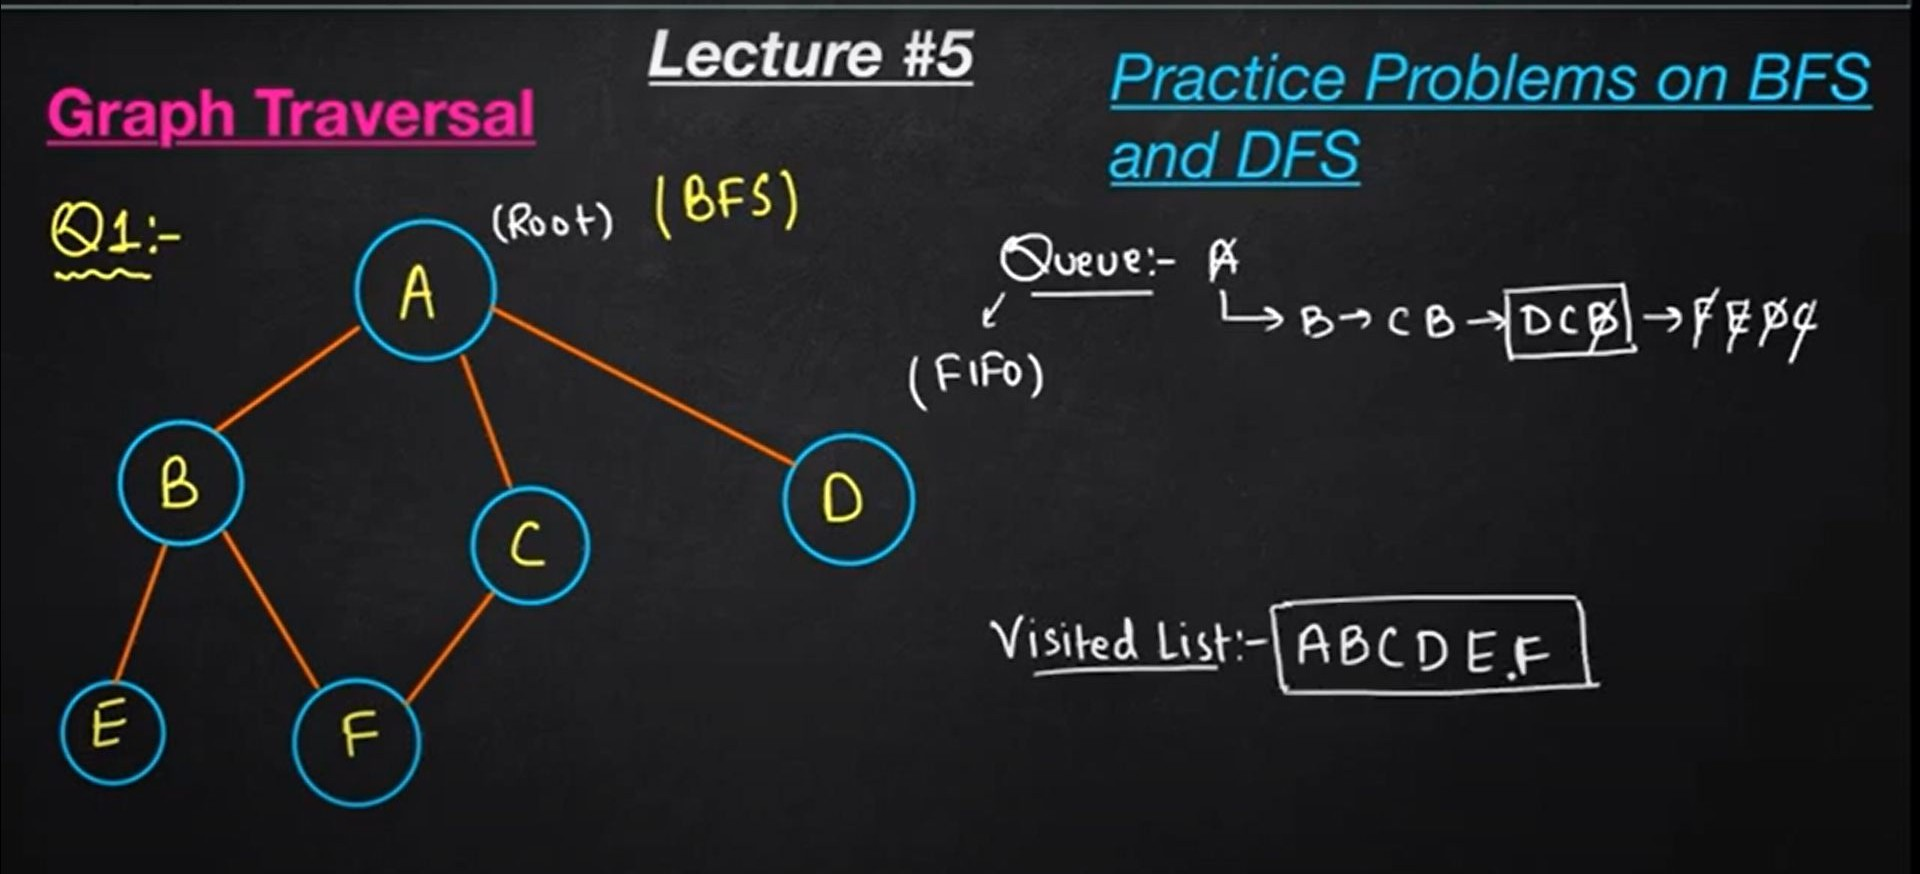 Lecture #5
Graph Traversal
Practice Problems on BFS
and DFS
Q1:-
(Root) (BFS)
A
B
C
D
E
F
Queue:- A
→ B → C B → D C B → F E D C
(FIFO)
Visited List:- A B C D E F